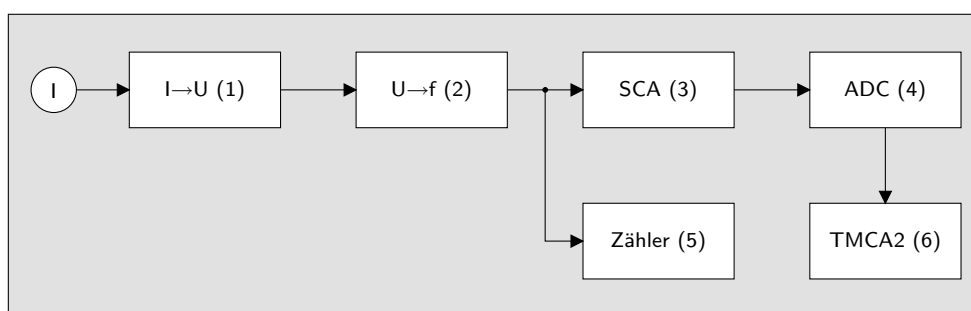 I
I→U (1)
U→f (2)
SCA (3)
ADC (4)
Zähler (5)
TMCA2 (6)